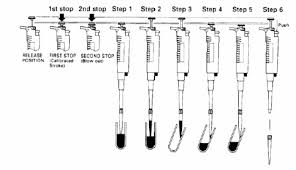 1st stop 2nd stop Step 1 Step 2 Step 3 Step 4 Step 5 Step 6
Push
RELEASE POSITION
FIRST STOP (Calibrated Stroke)
SECOND STOP (Blow out)